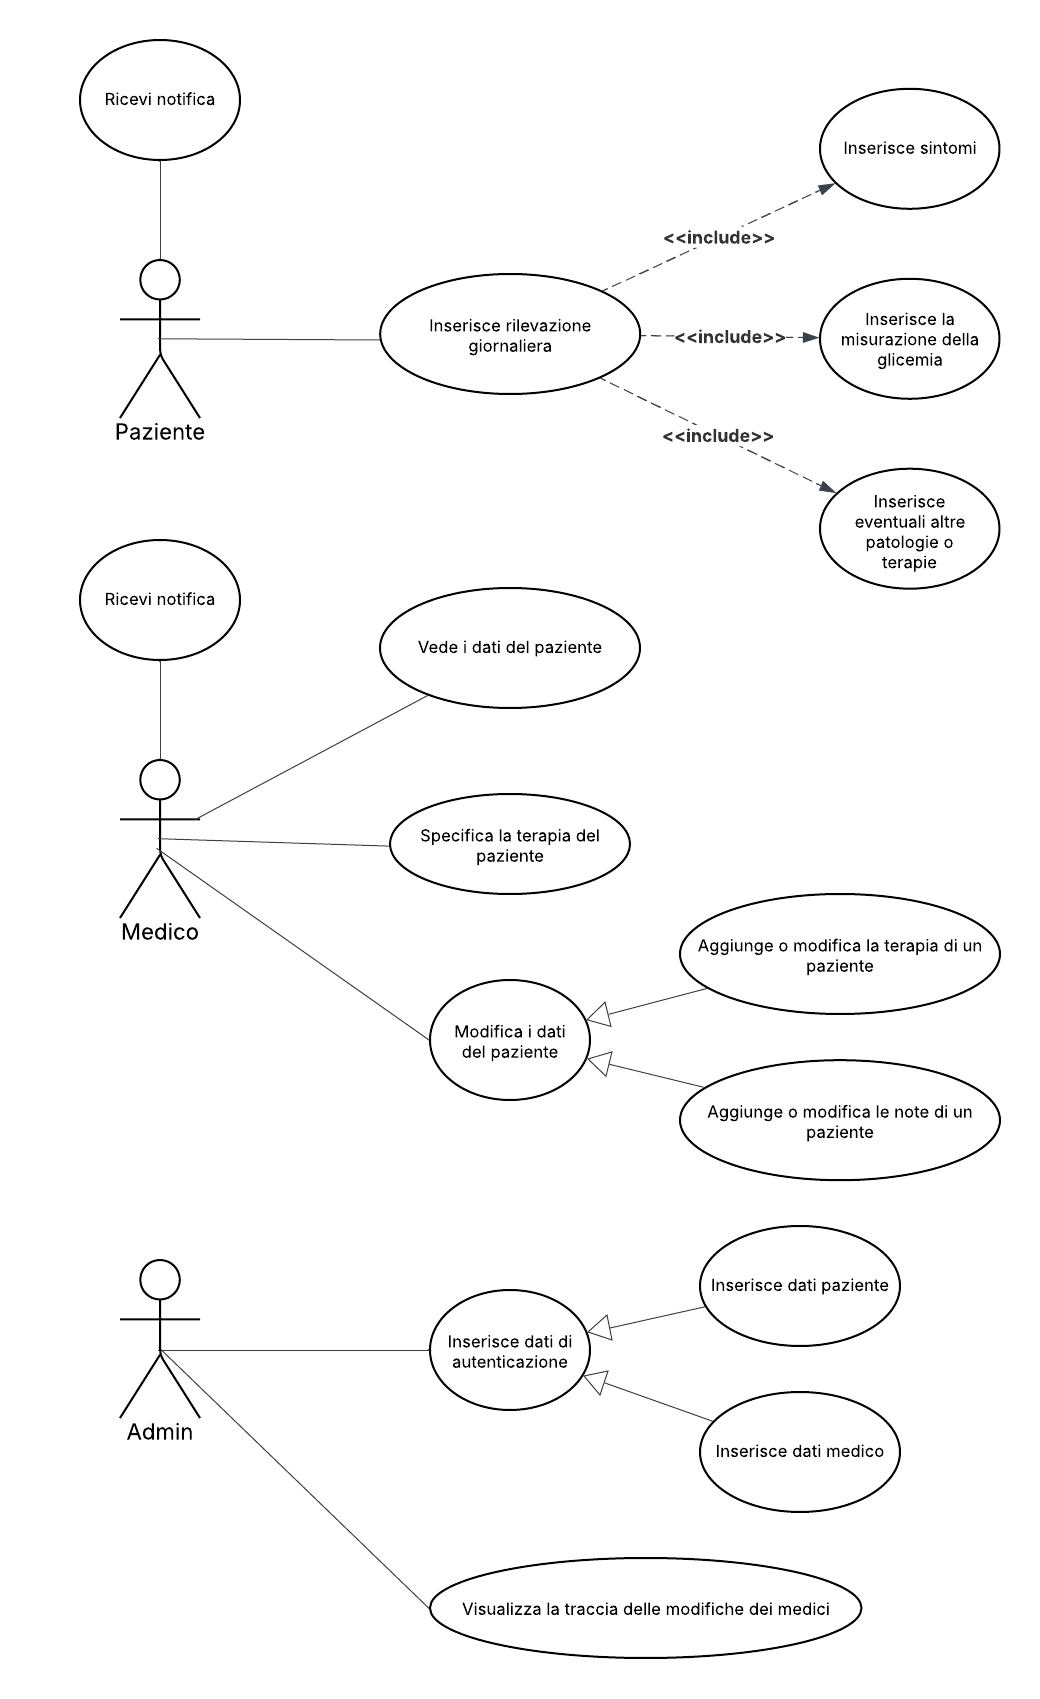 Ricevi notifica
Inserisce sintomi
<<include>>
Inserisce rilevazione
giornaliera
<<include>>
Inserisce la
misurazione della
glicemia
Paziente
<<include>>
Inserisce
eventuali altre
patologie o
terapie
Ricevi notifica
Vede i dati del paziente
Specifica la terapia del
paziente
Medico
Aggiunge o modifica la terapia di un
paziente
Modifica i dati
del paziente
Aggiunge o modifica le note di un
paziente
Inserisce dati paziente
Inserisce dati di
autenticazione
Admin
Inserisce dati medico
Visualizza la traccia delle modifiche dei medici